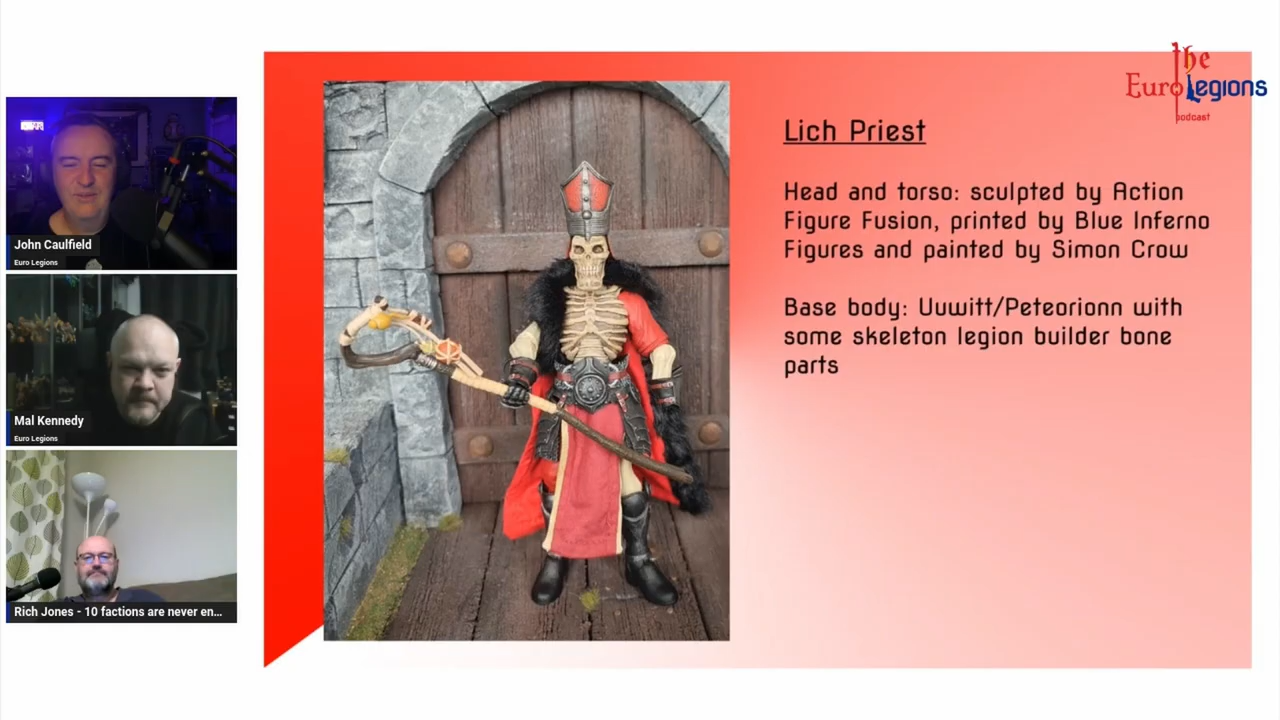 the
Euro Legions
podcast
John Caulfield
Euro Legions
Mal Kennedy
Euro Legions
Rich Jones - 10 factions are never en...
Lich Priest
Head and torso: sculpted by Action
Figure Fusion, printed by Blue Inferno
Figures and painted by Simon Crow
Base body: Uuwitt/Peteorionn with
some skeleton legion builder bone
parts